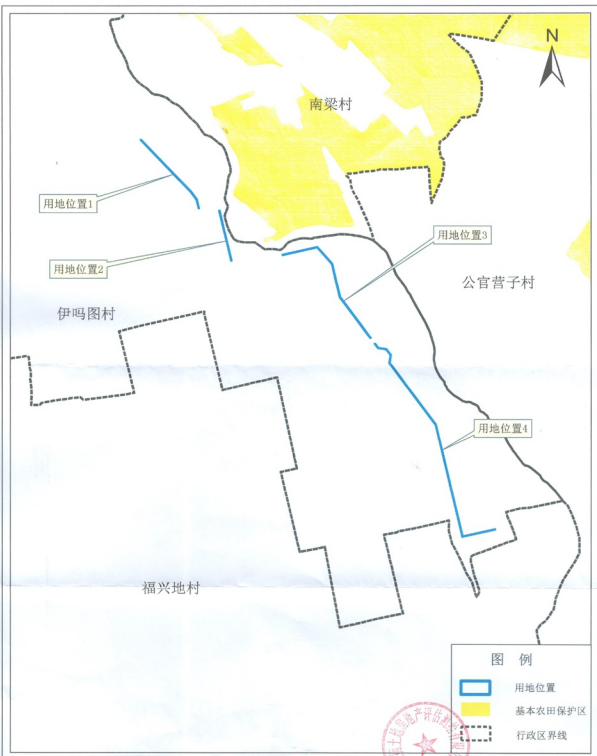 N
南梁村
用地位置1
用地位置3
用地位置2
公官营子村
伊吗图村
用地位置4
福兴地村
图 例
用地位置
基本农田保护区
行政区界线